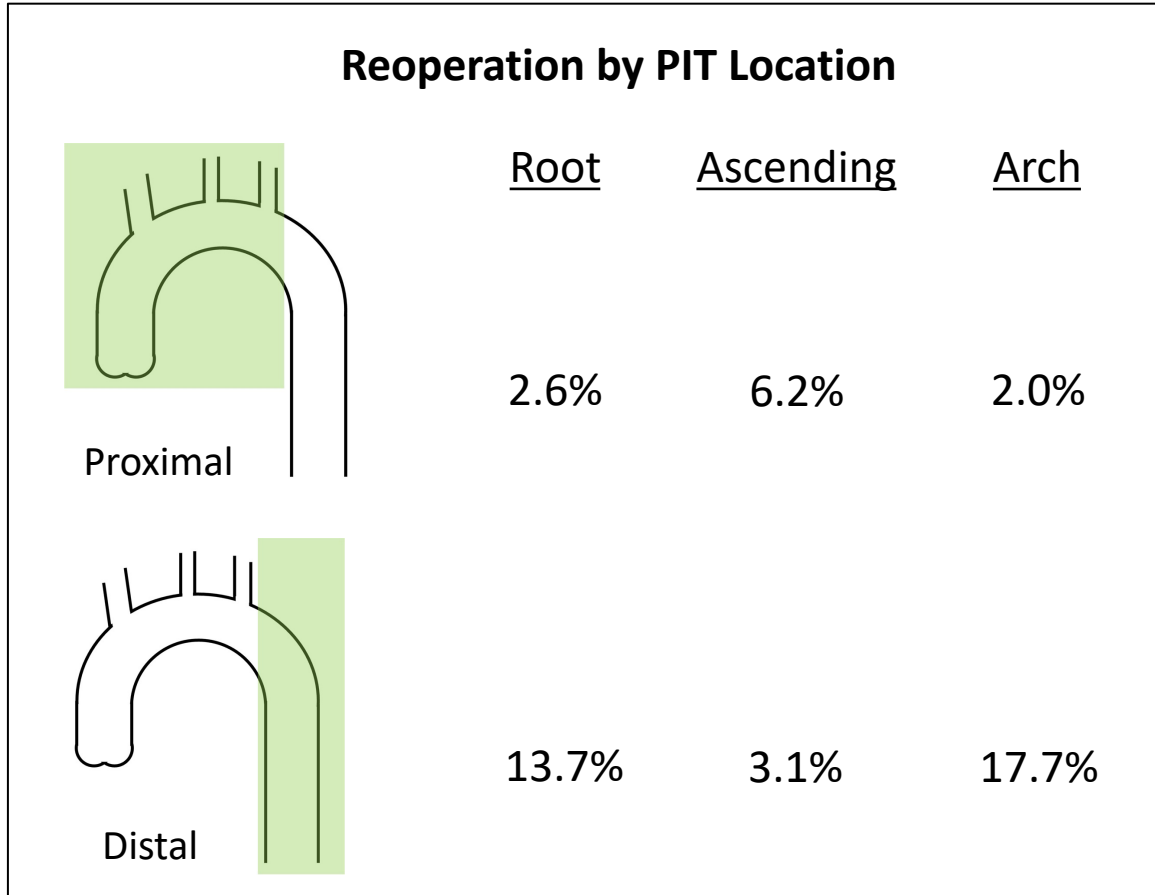 Reoperation by PIT Location
Root Ascending Arch
2.6% 6.2% 2.0%
Proximal
13.7% 3.1% 17.7%
Distal